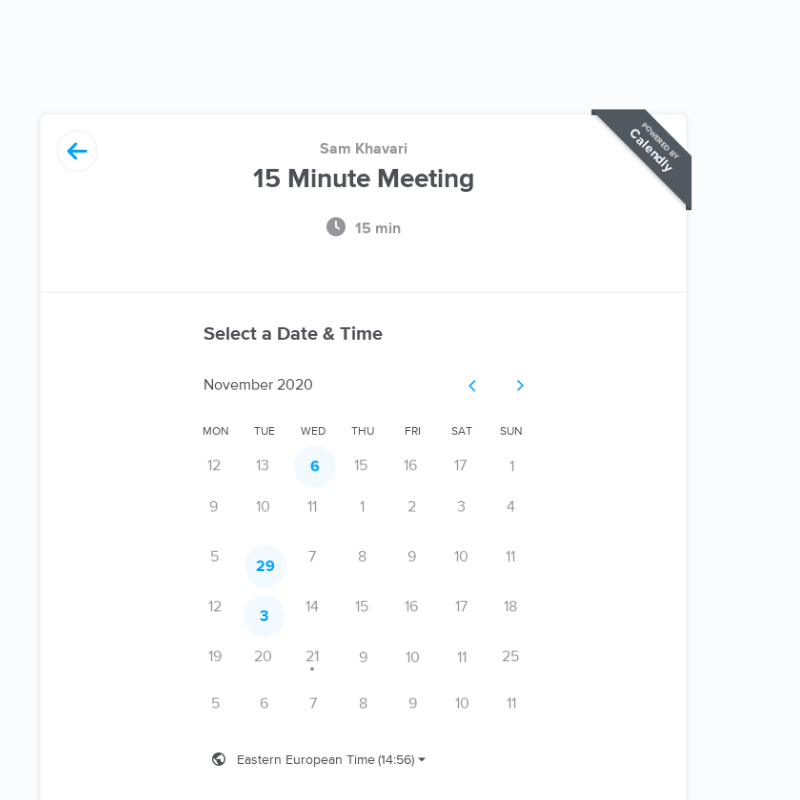 POWERED BY
Calendly
Sam Khavari
15 Minute Meeting
15 min
Select a Date & Time
November 2020
MON TUE WED THU FRI SAT SUN
12 13 6 15 16 17 1
9 10 11 1 2 3 4
5 29 7 8 9 10 11
12 3 14 15 16 17 18
19 20 21 9 10 11 25
5 6 7 8 9 10 11
Eastern European Time (14:56)